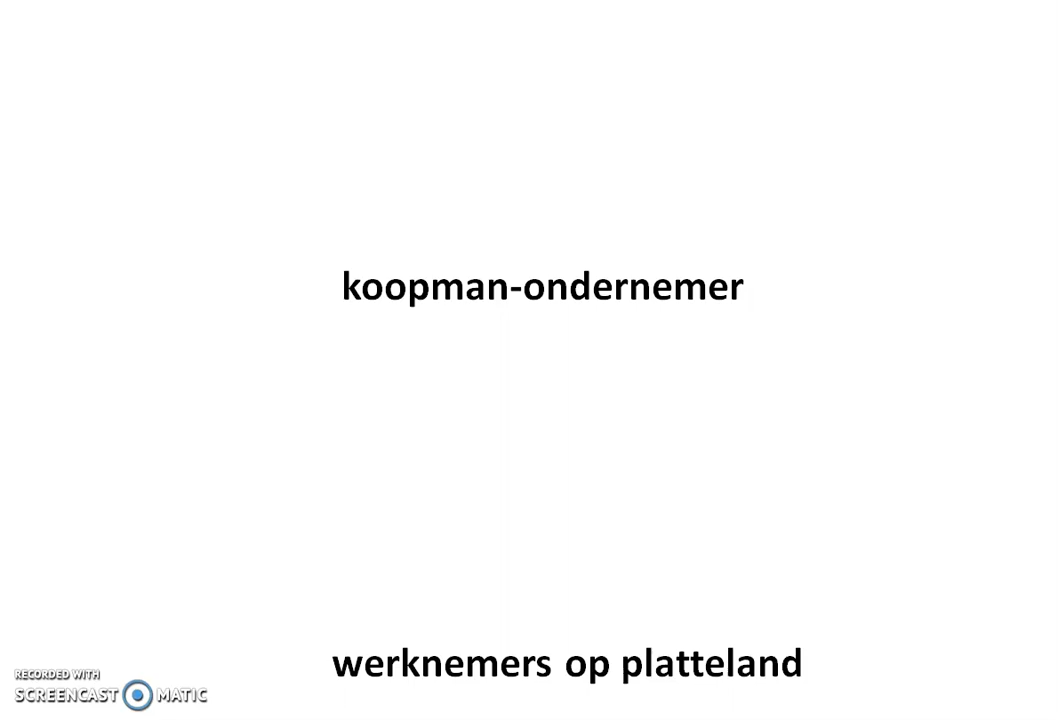 koopman-ondernemer
werknemers op platteland
RECORDED WITH
SCREENCAST MATIC